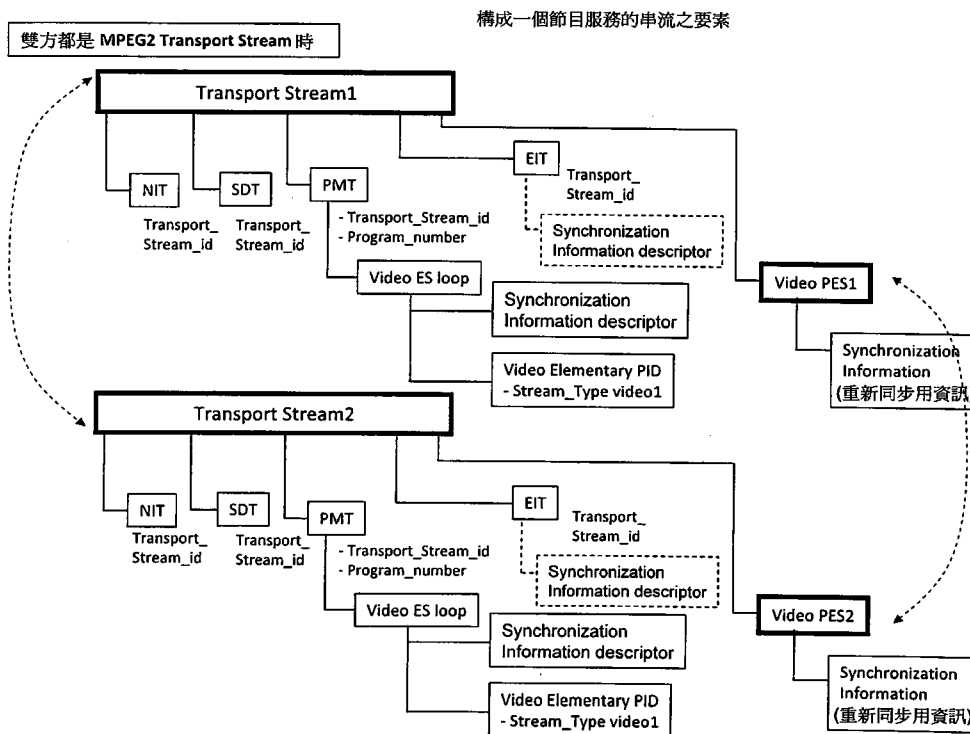 構成一個節目服務的串流之要素
雙方都是 MPEG2 Transport Stream 時
Transport Stream1
NIT
Transport_
Stream_id
SDT
Transport_
Stream_id
PMT
- Transport_Stream_id
- Program_number
Video ES loop
Synchronization
Information descriptor
Video Elementary PID
- Stream_Type video1
EIT
Transport_
Stream_id
Synchronization
Information descriptor
Video PES1
Synchronization
Information
(重新同步用資訊)
Transport Stream2
NIT
Transport_
Stream_id
SDT
Transport_
Stream_id
PMT
- Transport_Stream_id
- Program_number
Video ES loop
Synchronization
Information descriptor
Video Elementary PID
- Stream_Type video1
EIT
Transport_
Stream_id
Synchronization
Information descriptor
Video PES2
Synchronization
Information
(重新同步用資訊)